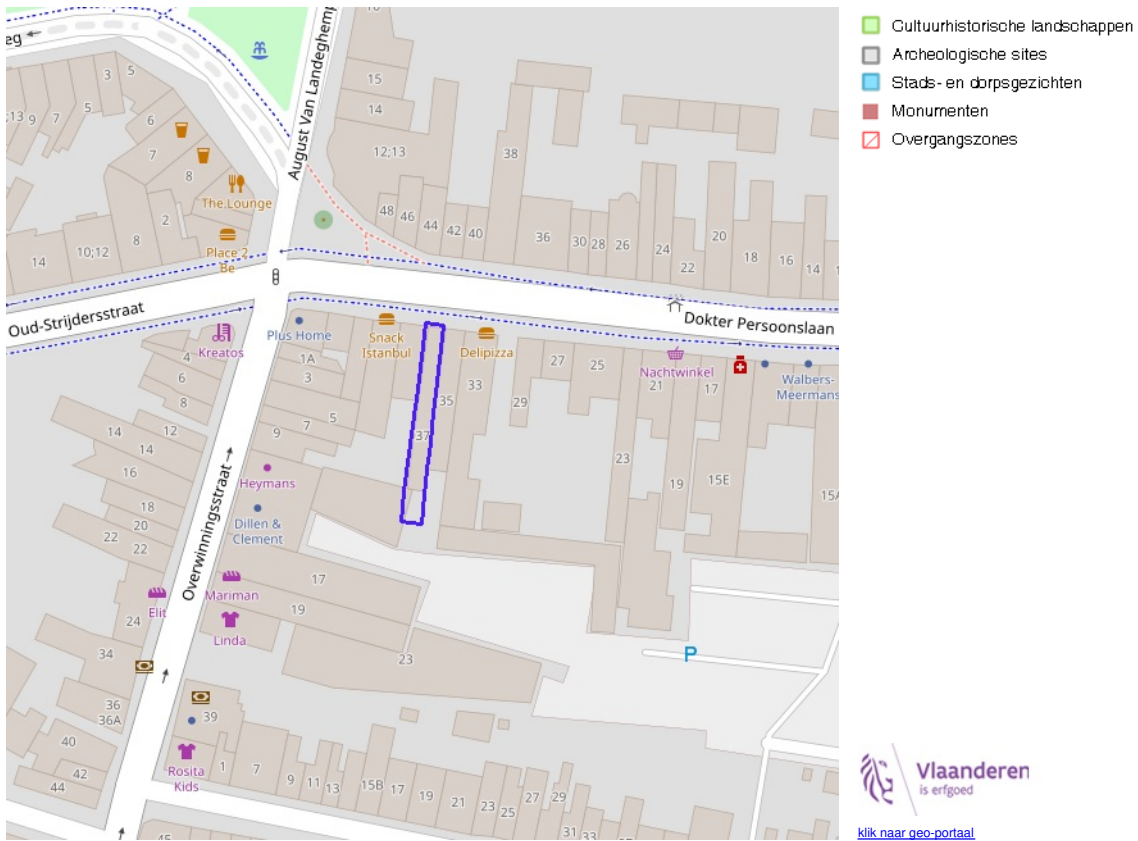 eg
August Van Landeghemp
10
15
14
12;13
38
3
5
5
;13
9
7
6
7
8
The Lounge
2
8
Place 2
Be
10;12
14
48
46
44
42
40
36
30
28
26
24
22
20
18
16
14
Oud-Strijdersstraat
Dokter Persoonslaan
Kreatos
Plus Home
Snack
Istanbul
Delipizza
Nachtwinkel
Walbers-
Meermans
4
6
8
1A
3
5
7
9
37
35
33
29
27
25
23
21
19
17
15E
15A
14
12
14
16
18
20
22
22
Heymans
Dillen &
Clement
Overwinningsstraat
Mariman
17
19
Linda
23
Elit
24
34
36
36A
40
42
44
39
Rosita
Kids
1
7
9
11
13
15B
17
19
21
23
25
27
29
31
33
P
45
Cultuurhistorische landschappen
Archeologische sites
Stads- en dorpsgezichten
Monumenten
Overgangszones
Vlaanderen
is erfgoed
klik naar geo-portaal